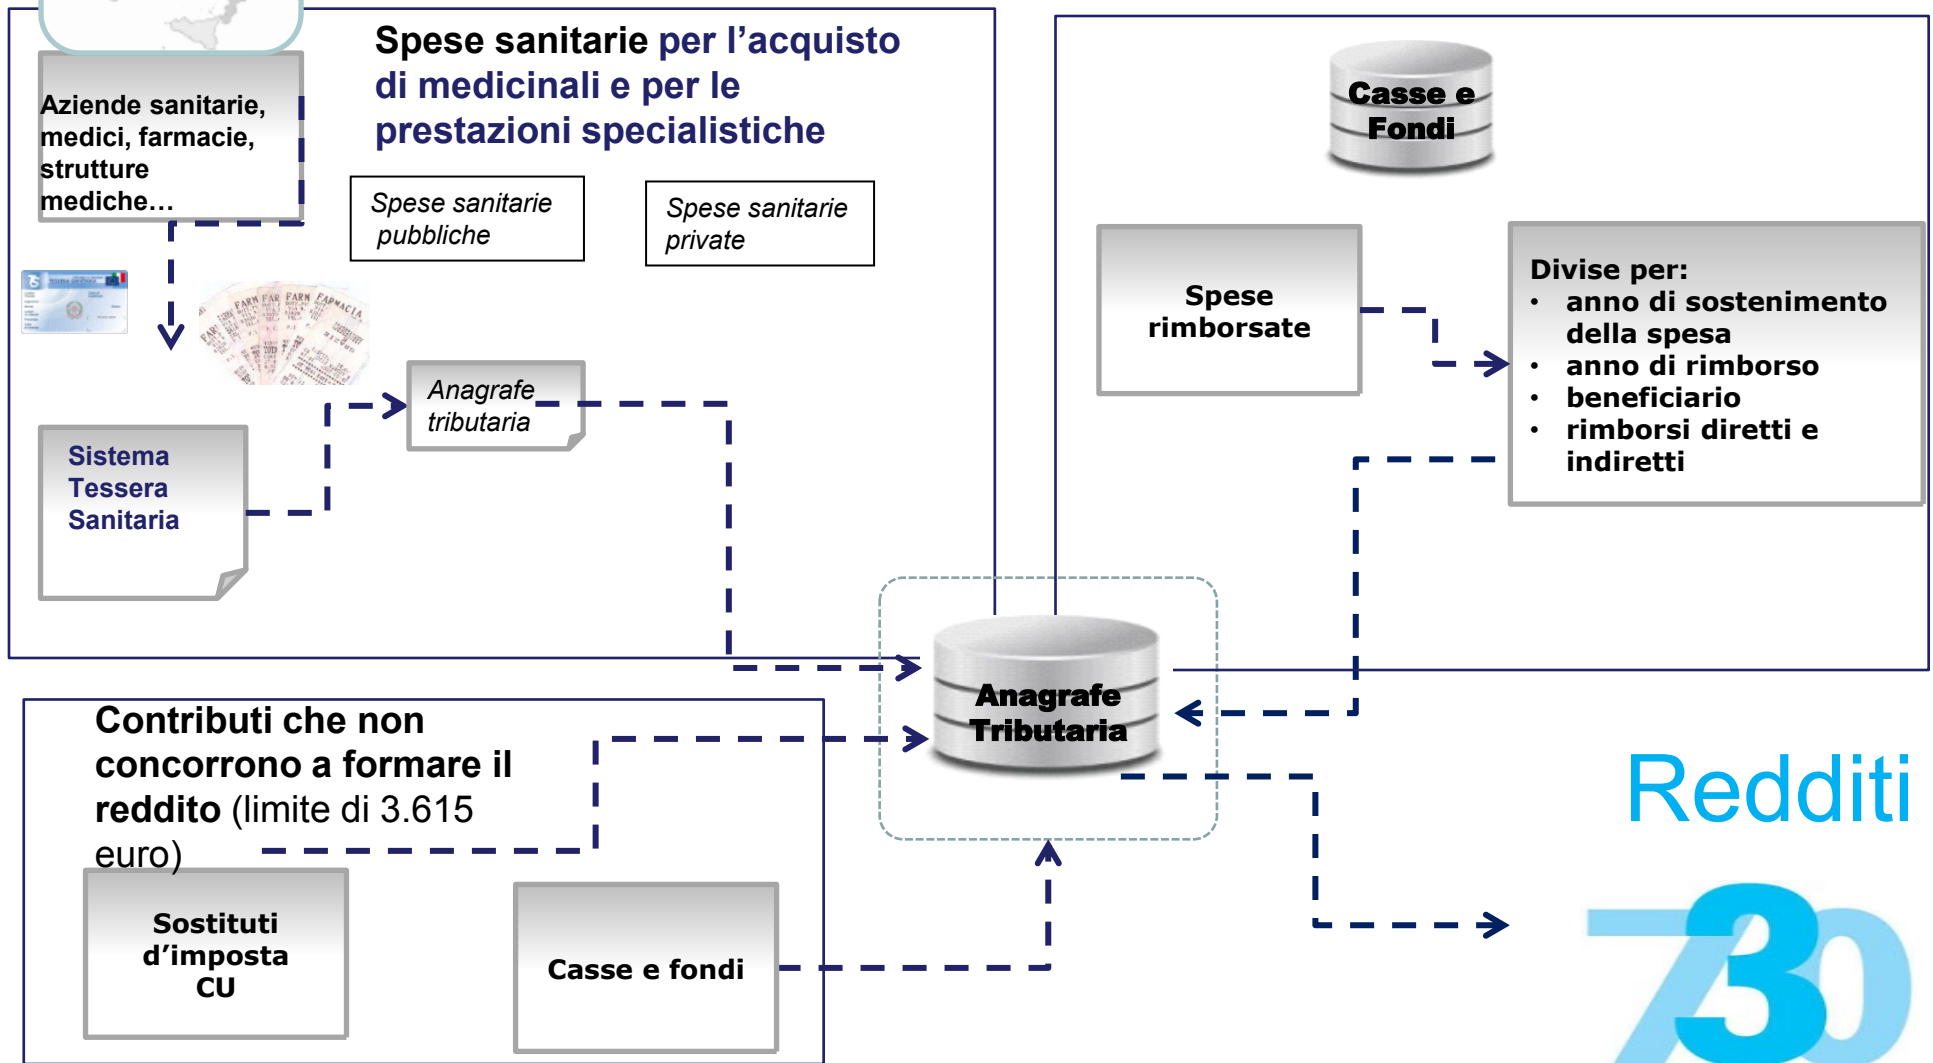 Spese sanitarie per l’acquisto
di medicinali e per le
prestazioni specialistiche
Aziende sanitarie,
medici, farmacie,
strutture
mediche…
Spese sanitarie
pubbliche
Spese sanitarie
private
FARMACIA
Anagrafe
tributaria
Sistema
Tessera
Sanitaria
Casse e
Fondi
Spese
rimborsate
Divise per:
• anno di sostenimento
della spesa
• anno di rimborso
• beneficiario
• rimborsi diretti e
indiretti
Anagrafe
Tributaria
Contributi che non
concorrono a formare il
reddito (limite di 3.615
euro)
Sostituti
d’imposta
CU
Casse e fondi
Redditi
730